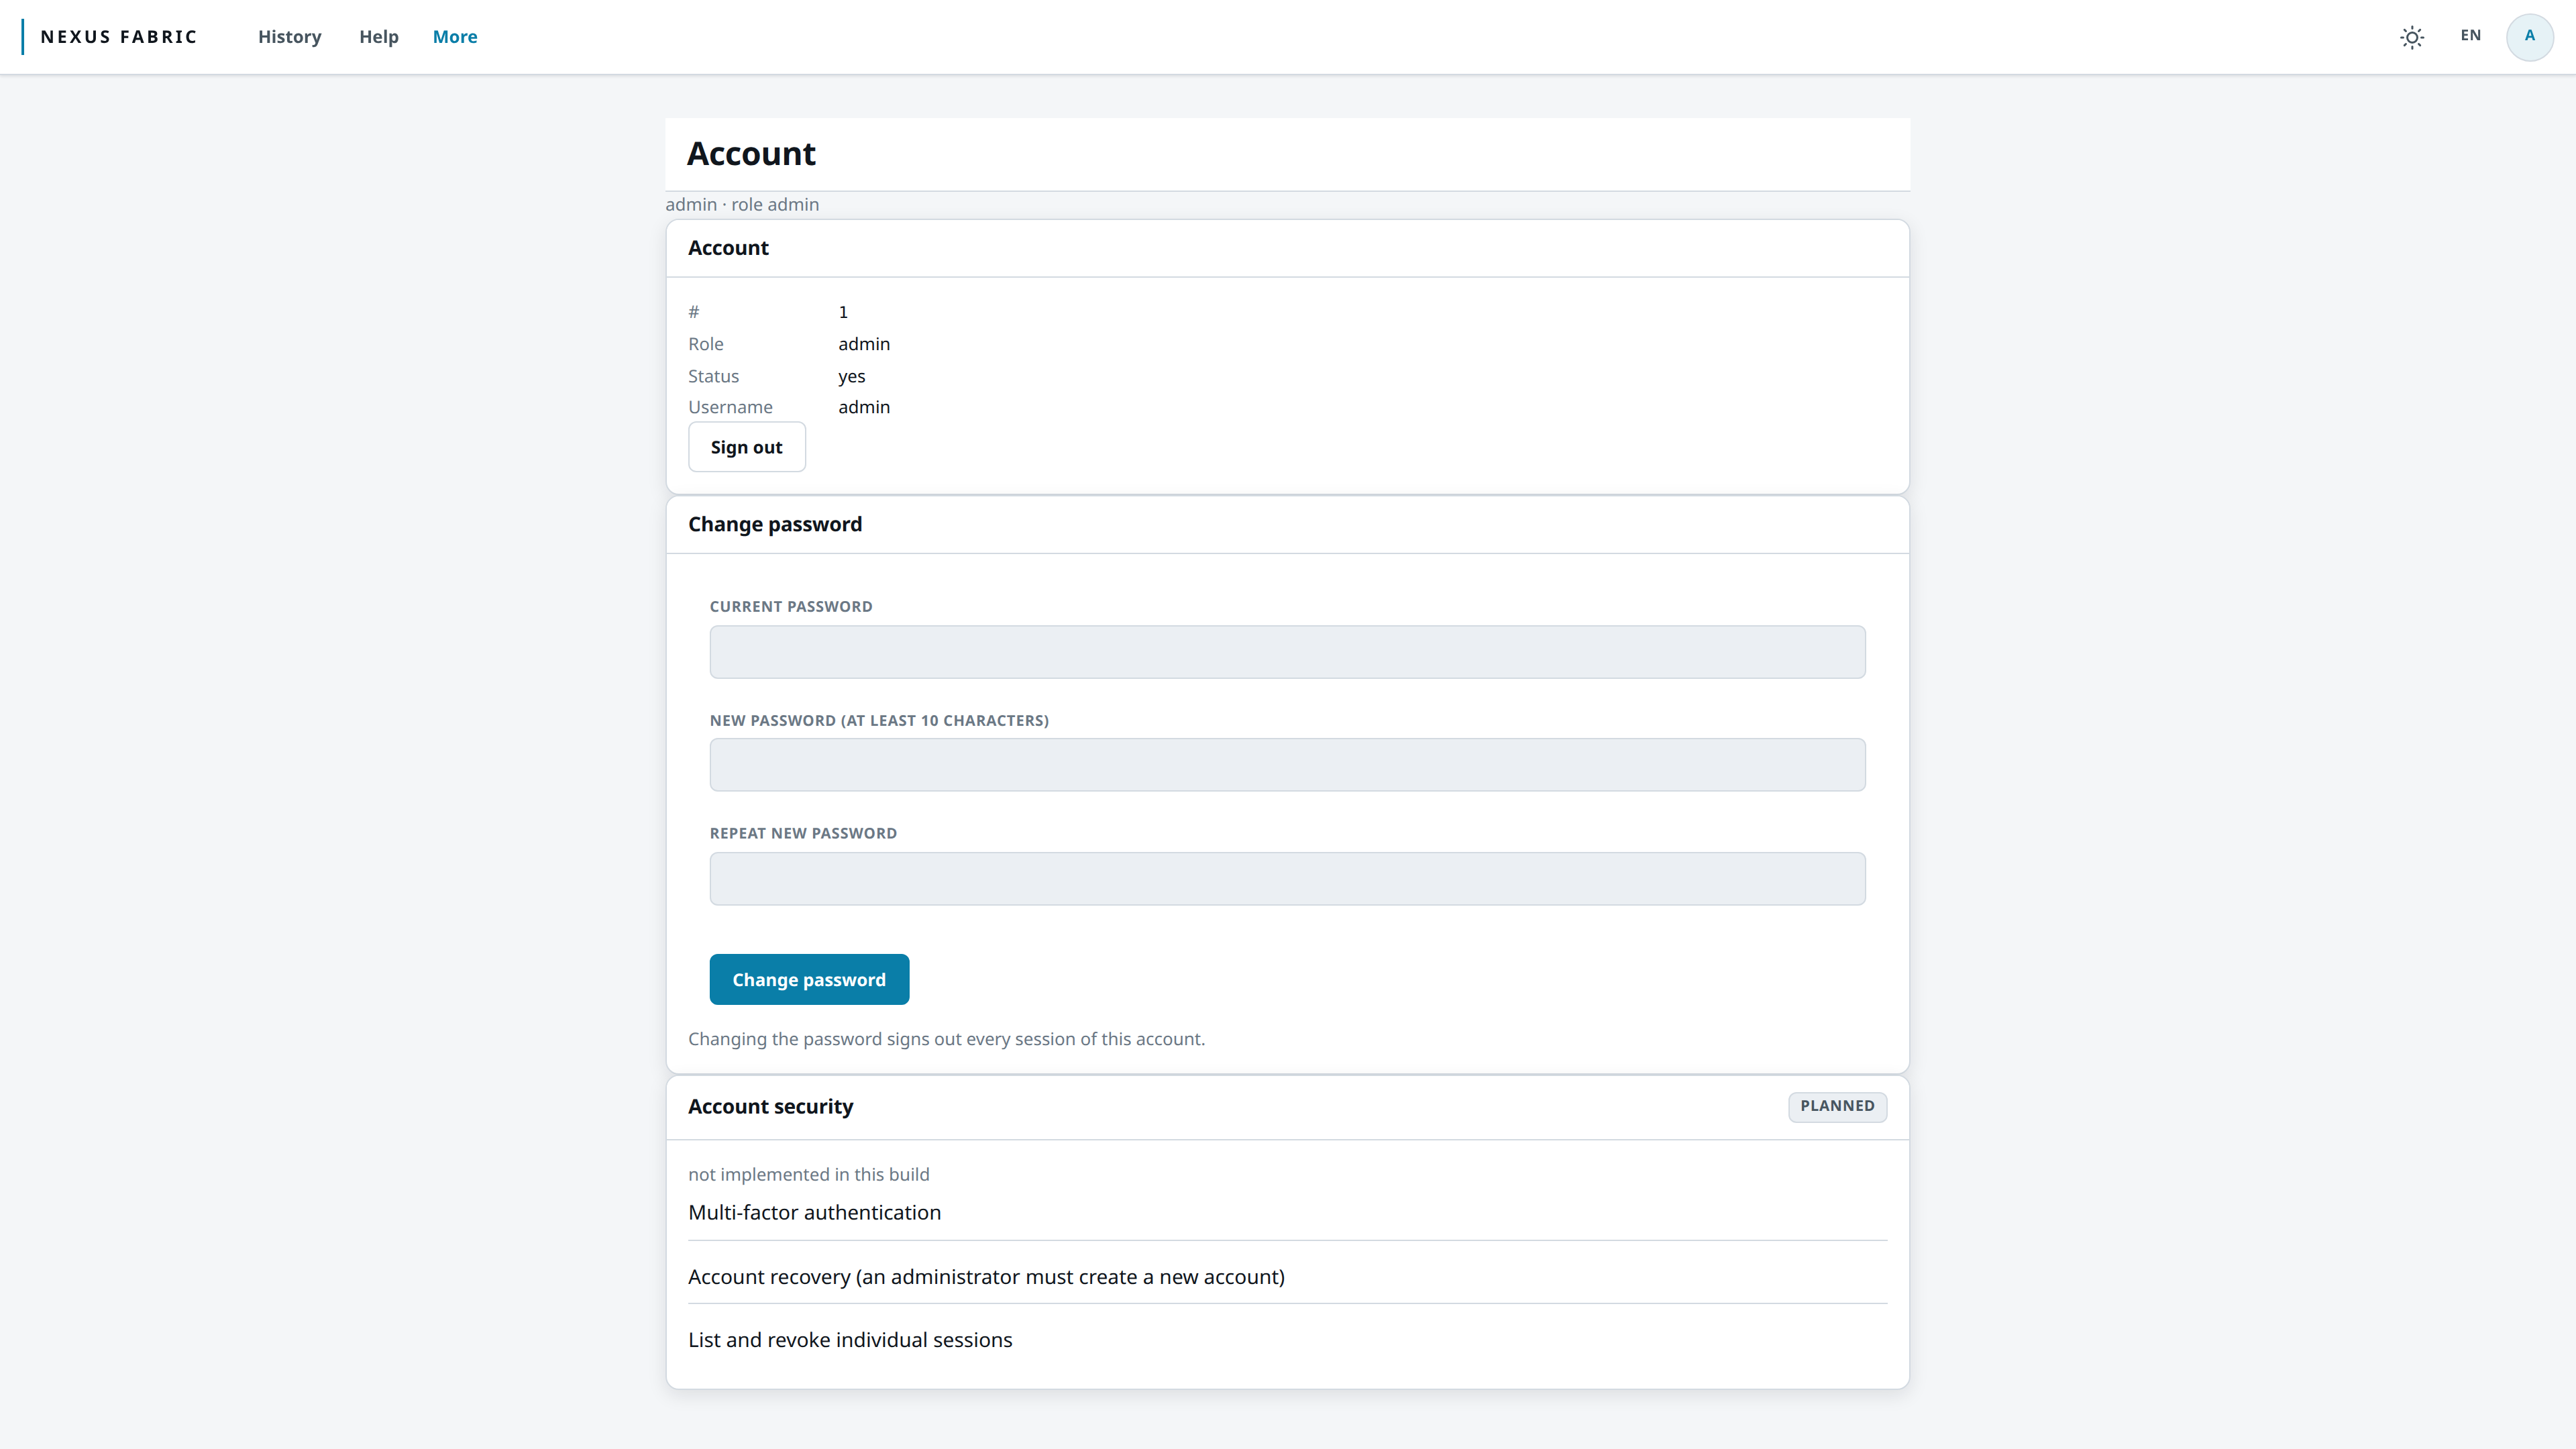 NEXUS FABRIC
History
Help
More
EN
A
Account
admin · role admin
Account
# 1
Role admin
Status yes
Username admin
Sign out
Change password
CURRENT PASSWORD
NEW PASSWORD (AT LEAST 10 CHARACTERS)
REPEAT NEW PASSWORD
Change password
Changing the password signs out every session of this account.
Account security
PLANNED
not implemented in this build
Multi-factor authentication
Account recovery (an administrator must create a new account)
List and revoke individual sessions